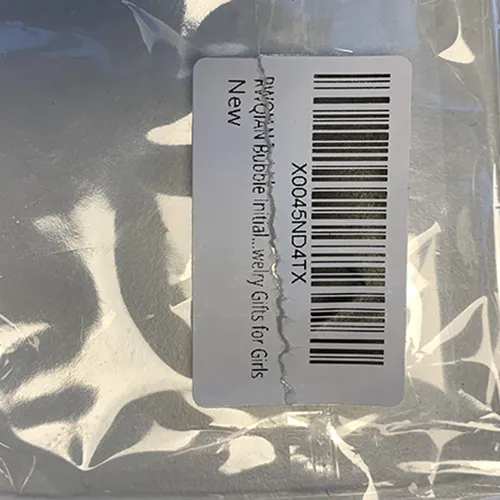 X0045ND4TX
RWQIAN Bubble Initial...welry Gifts for Girls
New